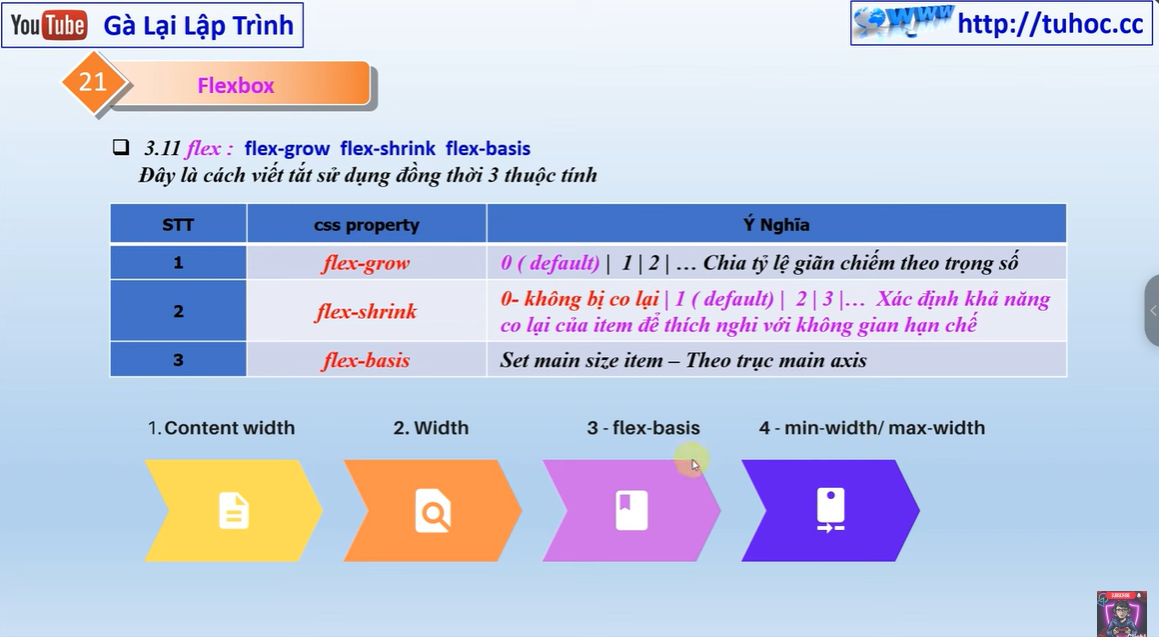 YouTube Gà Lại Lập Trình
www http://tuhoc.cc
21 Flexbox
3.11 flex : flex-grow flex-shrink flex-basis
Đây là cách viết tắt sử dụng đồng thời 3 thuộc tính
STT css property Ý Nghĩa
1 flex-grow 0 ( default) | 1 | 2 | … Chia tỷ lệ giãn chiếm theo trọng số
2 flex-shrink 0- không bị co lại | 1 ( default) | 2 | 3 |… Xác định khả năng
co lại của item để thích nghi với không gian hạn chế
3 flex-basis Set main size item – Theo trục main axis
1. Content width 2. Width 3 - flex-basis 4 - min-width/ max-width
SUBSCRIBE